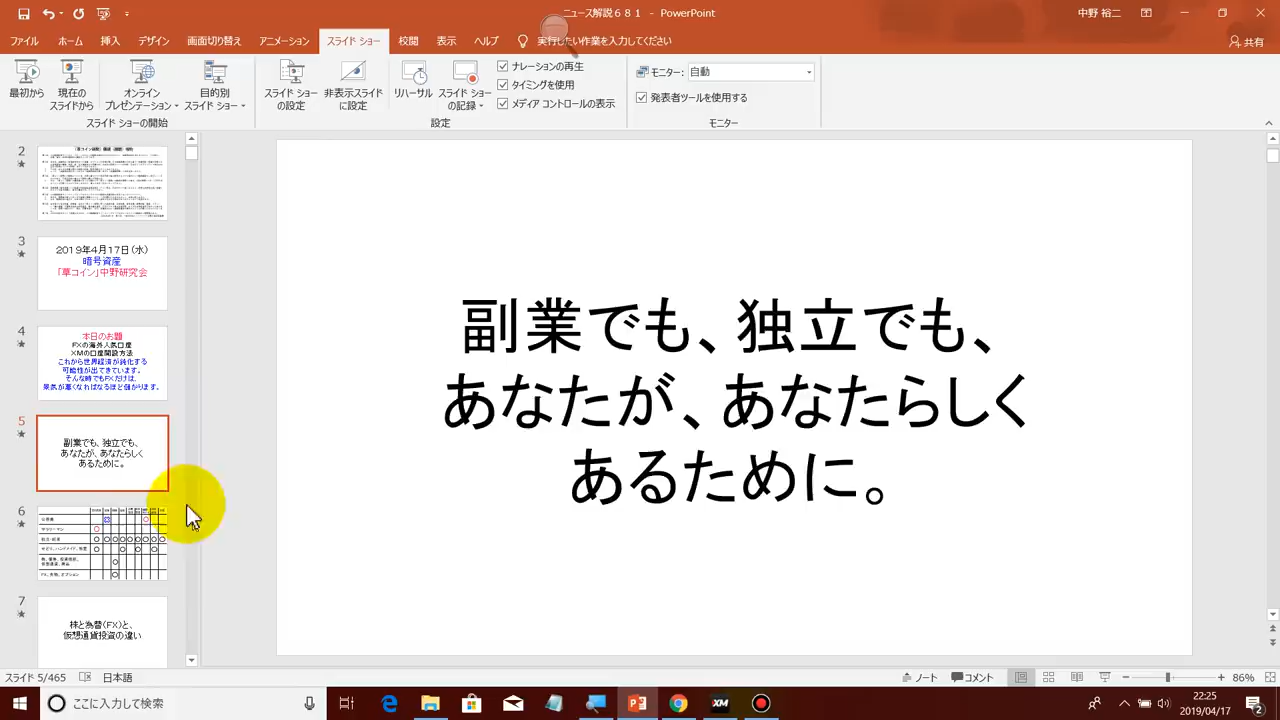 ニュース解説６８１ - PowerPoint
中野 裕二
ファイル ホーム 挿入 デザイン 画面切り替え アニメーション スライド ショー 校閲 表示 ヘルプ 実行したい作業を入力してください 共有
最初から
現在の
スライドから
オンライン
プレゼンテーション
目的別
スライド ショー
スライド ショーの開始
スライド ショー
の設定
非表示スライド
に設定
リハーサル
スライド ショー
の記録
ナレーションの再生
タイミングを使用
メディア コントロールの表示
設定
モニター: 自動
発表者ツールを使用する
モニター
2
3
2019年4月17日(水)
暗号資産
「草コイン」中野研究会
4
本日のお題
FXの海外人気口座
XMの口座開設方法
これから世界経済が鈍化する
可能性が出てきています。
そんな時でもFXだけは、
景気が悪くなればなるほど儲かります。
5
副業でも、独立でも、
あなたが、あなたらしく
あるために。
6
サラリーマン
7
株と為替(FX)と、
仮想通貨投資の違い
副業でも、独立でも、
あなたが、あなたらしく
あるために。
スライド 5/465 日本語
ノート コメント 86%
ここに入力して検索
22:25
2019/04/17